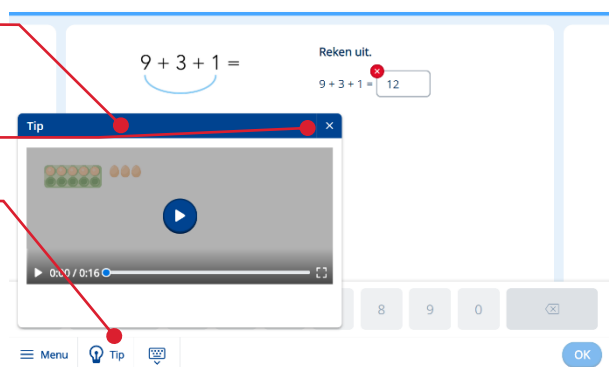 9 + 3 + 1 =
Reken uit.
9 + 3 + 1 = 12
Tip
0:00 / 0:16
8 9 0
Menu
Tip
OK